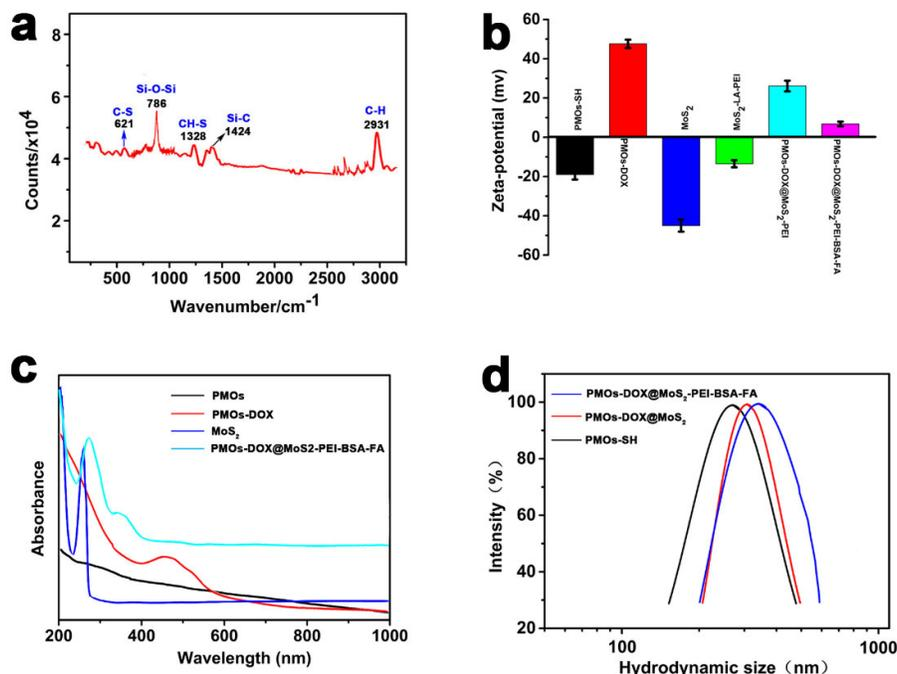 a
8
6
4
2
Counts/x10⁴
C-S
621
Si-O-Si
786
CH-S
1328
Si-C
1424
C-H
2931
500 1000 1500 2000 2500 3000
Wavenumber/cm⁻¹
b
60
40
20
0
-20
-40
-60
Zeta-potential (mv)
PMOs-SH
PMOs-DOX
MoS₂
MoS₂-LA-PEI
PMOs-DOX@MoS₂-PEI
PMOs-DOX@MoS₂-PEI-BSA-FA
c
Absorbance
PMOs
PMOs-DOX
MoS₂
PMOs-DOX@MoS2-PEI-BSA-FA
200 400 600 800 1000
Wavelength (nm)
d
100
80
60
40
20
Intensity（%）
PMOs-DOX@MoS₂-PEI-BSA-FA
PMOs-DOX@MoS₂
PMOs-SH
100 1000
Hydrodynamic size（nm）